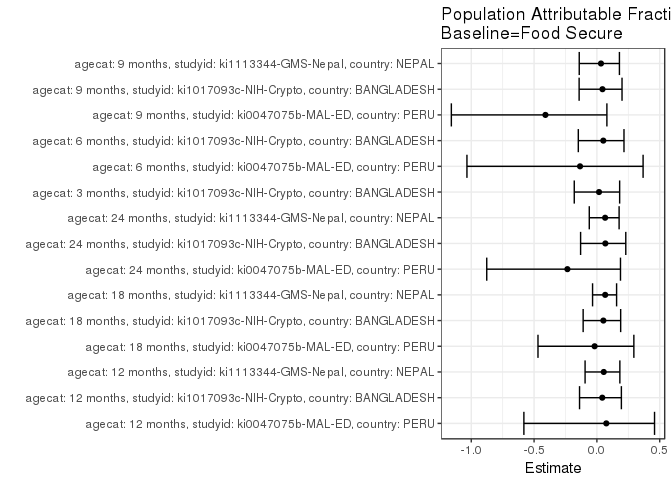 Population Attributable Fracti
Baseline=Food Secure
agecat: 9 months, studyid: ki1113344-GMS-Nepal, country: NEPAL
agecat: 9 months, studyid: ki1017093c-NIH-Crypto, country: BANGLADESH
agecat: 9 months, studyid: ki0047075b-MAL-ED, country: PERU
agecat: 6 months, studyid: ki1017093c-NIH-Crypto, country: BANGLADESH
agecat: 6 months, studyid: ki0047075b-MAL-ED, country: PERU
agecat: 3 months, studyid: ki1017093c-NIH-Crypto, country: BANGLADESH
agecat: 24 months, studyid: ki1113344-GMS-Nepal, country: NEPAL
agecat: 24 months, studyid: ki1017093c-NIH-Crypto, country: BANGLADESH
agecat: 24 months, studyid: ki0047075b-MAL-ED, country: PERU
agecat: 18 months, studyid: ki1113344-GMS-Nepal, country: NEPAL
agecat: 18 months, studyid: ki1017093c-NIH-Crypto, country: BANGLADESH
agecat: 18 months, studyid: ki0047075b-MAL-ED, country: PERU
agecat: 12 months, studyid: ki1113344-GMS-Nepal, country: NEPAL
agecat: 12 months, studyid: ki1017093c-NIH-Crypto, country: BANGLADESH
agecat: 12 months, studyid: ki0047075b-MAL-ED, country: PERU
-1.0 -0.5 0.0 0.5
Estimate